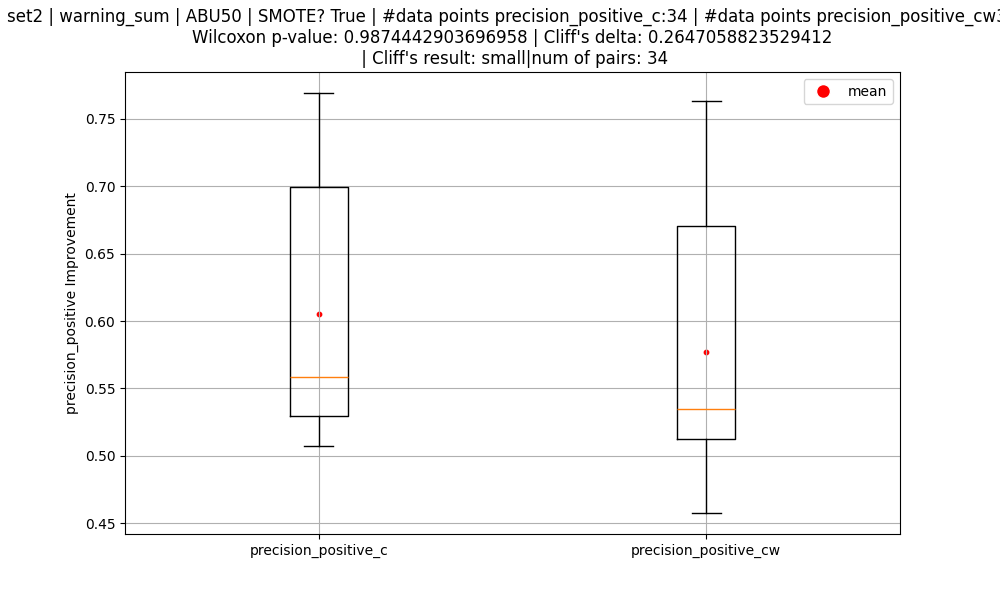 set2 | warning_sum | ABU50 | SMOTE? True | #data points precision_positive_c:34 | #data points
Wilcoxon p-value: 0.9874442903696958 | Cliff's delta: 0.2647058823529412
| Cliff's result: small|num of pairs: 34
mean
precision_positive Improvement
0.75
0.70
0.65
0.60
0.55
0.50
0.45
precision_positive_c
precision_positive_cw